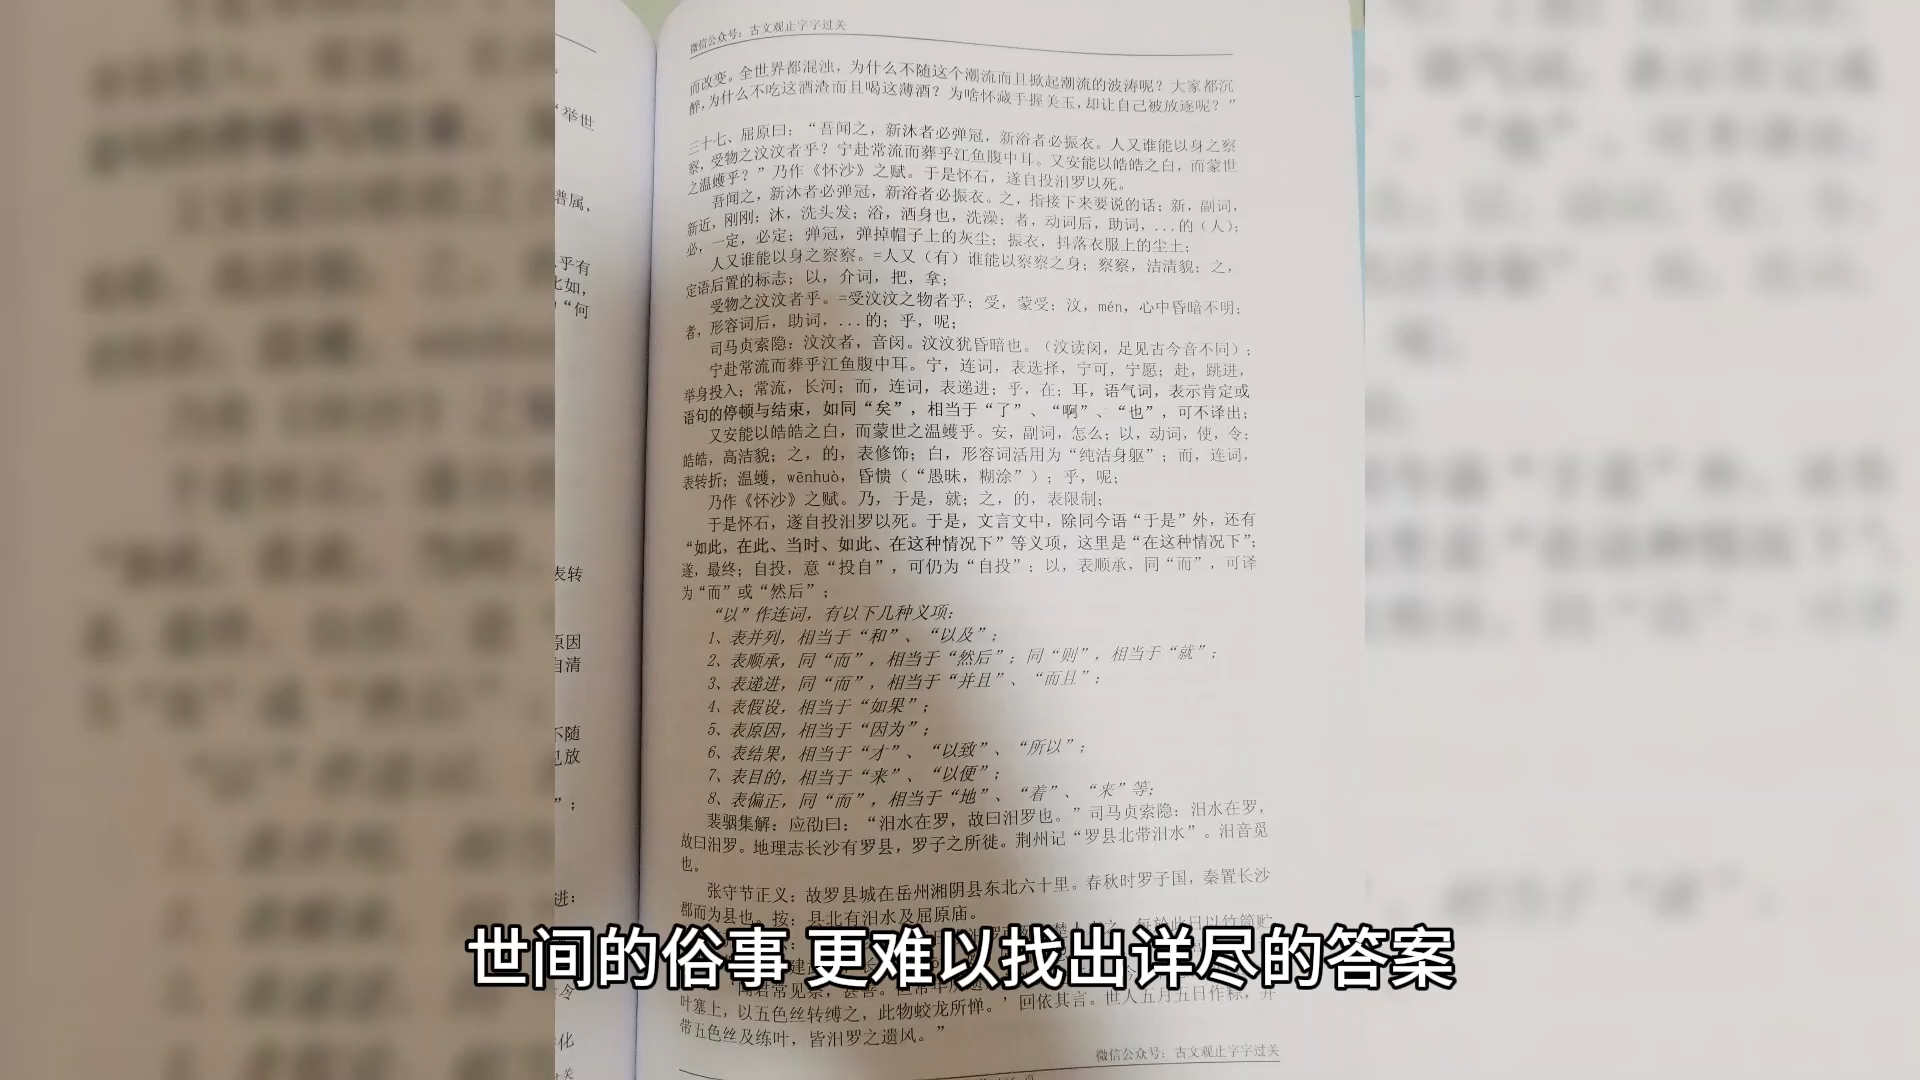 微信公众号：古文观止字字过关
而改变。全世界都混浊，为什么不随这个潮流而且掀起潮流的波涛呢？大家都沉
醉，为什么不吃这酒渣而且喝这薄酒？为啥怀藏手握美玉，却让自己被放逐呢？”
三十七、屈原曰：“吾闻之，新沐者必弹冠，新浴者必振衣。人又谁能以身之察
察，受物之汶汶者乎？宁赴常流而葬乎江鱼腹中耳。又安能以皓皓之白，而蒙世
之温蠖乎？”乃作《怀沙》之赋。于是怀石，遂自投汨罗以死。
吾闻之，新沐者必弹冠，新浴者必振衣。之，指接下来要说的话；新，副词，
新近，刚刚；沐，洗头发；浴，洒身也，洗澡；者，动词后，助词，...的（人）；
必，一定，必定；弹冠，弹掉帽子上的灰尘；振衣，抖落衣服上的尘土；
人又谁能以身之察察。=人又（有）谁能以察察之身；察察，洁清貌；之，
定语后置的标志；以，介词，把，拿；
受物之汶汶者乎。=受汶汶之物者乎；受，蒙受；汶，mén，心中昏暗不明；
者，形容词后，助词，...的；乎，呢；
司马贞索隐：汶汶者，音闵。汶汶犹昏暗也。（汶读闵，足见古今音不同）；
宁赴常流而葬乎江鱼腹中耳。宁，连词，表选择，宁可，宁愿；赴，跳进，
举身投入；常流，长河；而，连词，表递进；乎，在；耳，语气词，表示肯定或
语句的停顿与结束，如同“矣”，相当于“了”、“啊”、“也”，可不译出；
又安能以皓皓之白，而蒙世之温蠖乎。安，副词，怎么；以，动词，使，令；
皓皓，高洁貌；之，的，表修饰；白，形容词活用为“纯洁身躯”；而，连词，
表转折；温蠖，wēnhuò，昏愦（“愚昧，糊涂”）；乎，呢；
乃作《怀沙》之赋。乃，于是，就；之，的，表限制；
于是怀石，遂自投汨罗以死。于是，文言文中，除同今语“于是”外，还有
“如此，在此、当时、如此、在这种情况下”等义项，这里是“在这种情况下”；
遂，最终；自投，意“投自”，可仍为“自投”；以，表顺承，同“而”，可译
为“而”或“然后”；
“以”作连词，有以下几种义项：
1、表并列，相当于“和”、“以及”；
2、表顺承，同“而”，相当于“然后”；同“则”，相当于“就”；
3、表递进，同“而”，相当于“并且”、“而且”；
4、表假设，相当于“如果”；
5、表原因，相当于“因为”；
6、表结果，相当于“才”、“以致”、“所以”；
7、表目的，相当于“来”、“以便”；
8、表偏正，同“而”，相当于“地”、“着”、“来”等；
裴骃集解：应劭曰：“汨水在罗，故曰汨罗也。”司马贞索隐：汨水在罗，
故曰汨罗。地理志长沙有罗县，罗子之所徙。荆州记“罗县北带汨水”。汨音觅
也。
张守节正义：故罗县城在岳州湘阴县东北六十里。春秋时罗子国，秦置长沙
郡而为县也。按：县北有汨水及屈原庙。
世间的俗事 更难以找出详尽的答案
叶塞上，以五色丝转缚之，此物蛟龙所惮。’回依其言。世人五月五日作粽，并
带五色丝及练叶，皆汨罗之遗风。”
微信公众号：古文观止字字过关